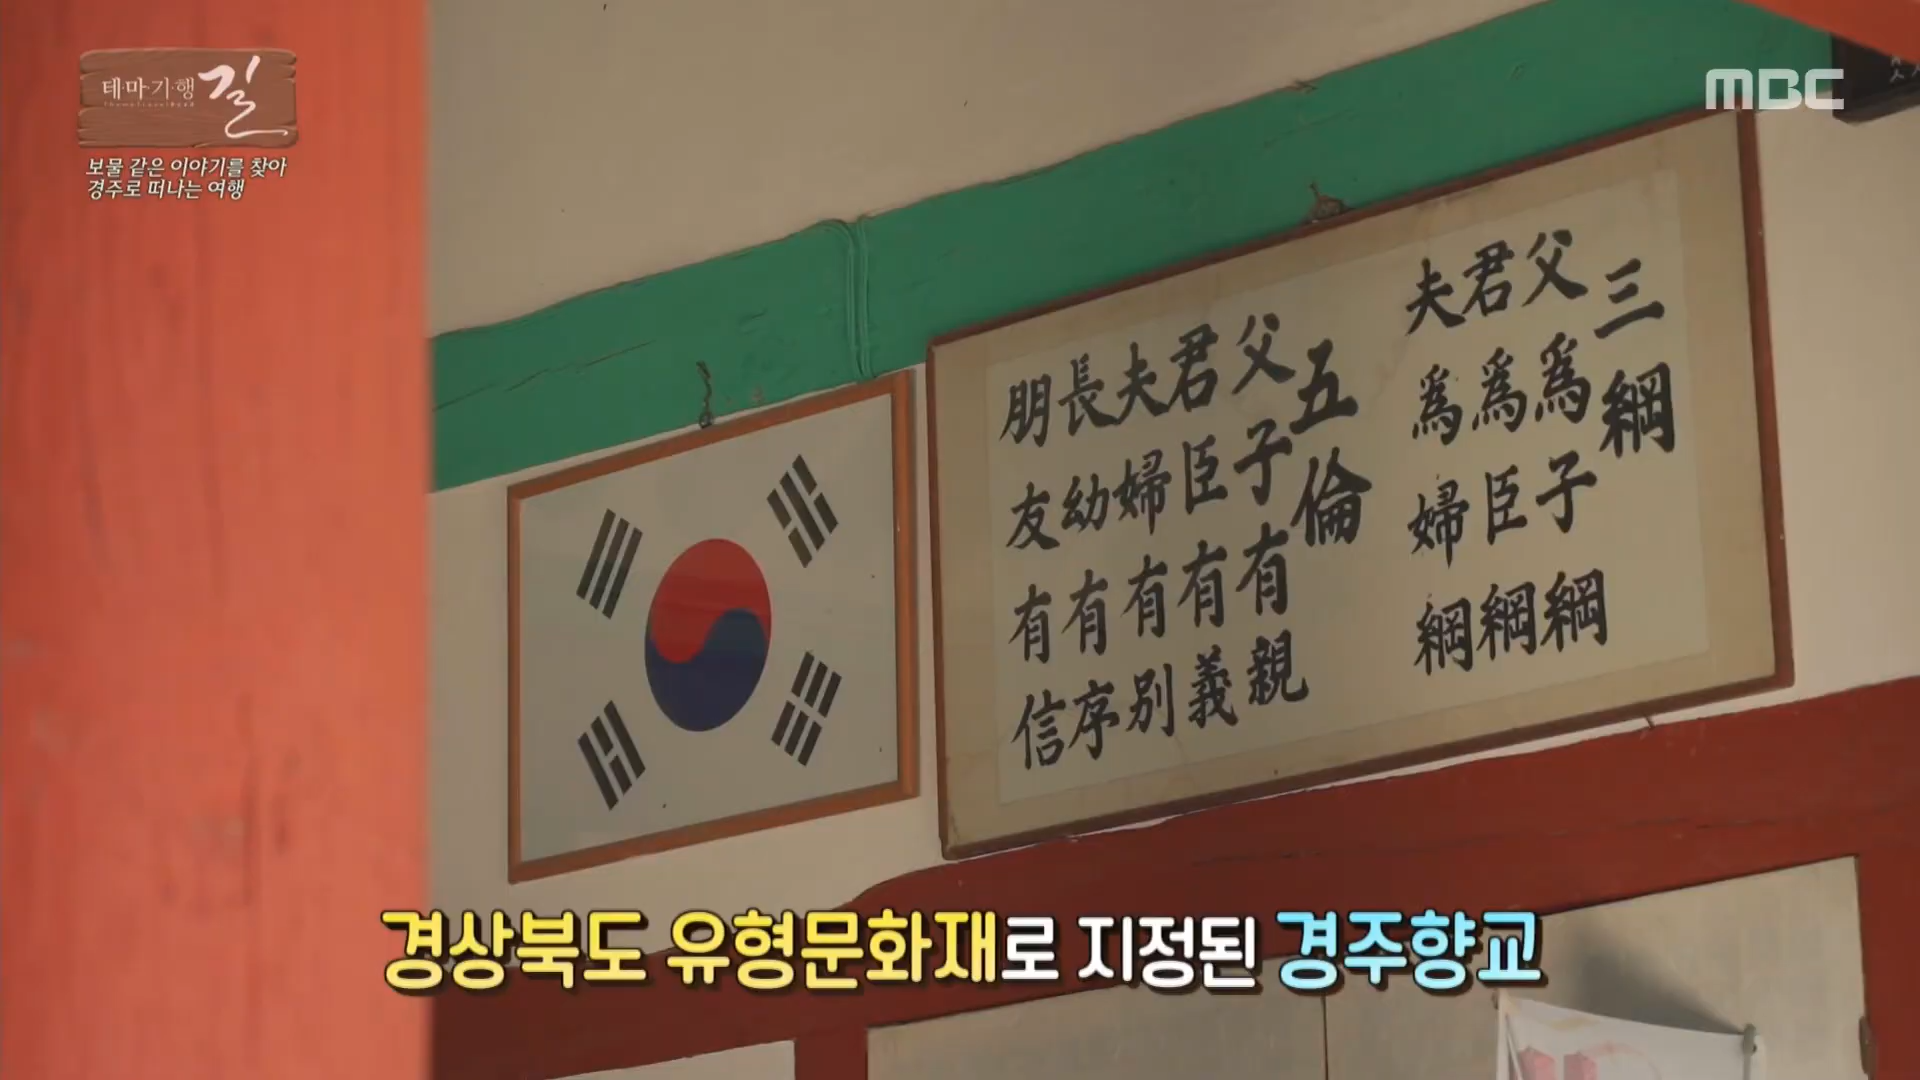 테마기행 길
보물 같은 이야기를 찾아
경주로 떠나는 여행
MBC
三綱
父爲子綱
君爲臣綱
夫爲婦綱
五倫
父子有親
君臣有義
夫婦有別
長幼有序
朋友有信
경상북도 유형문화재로 지정된 경주향교